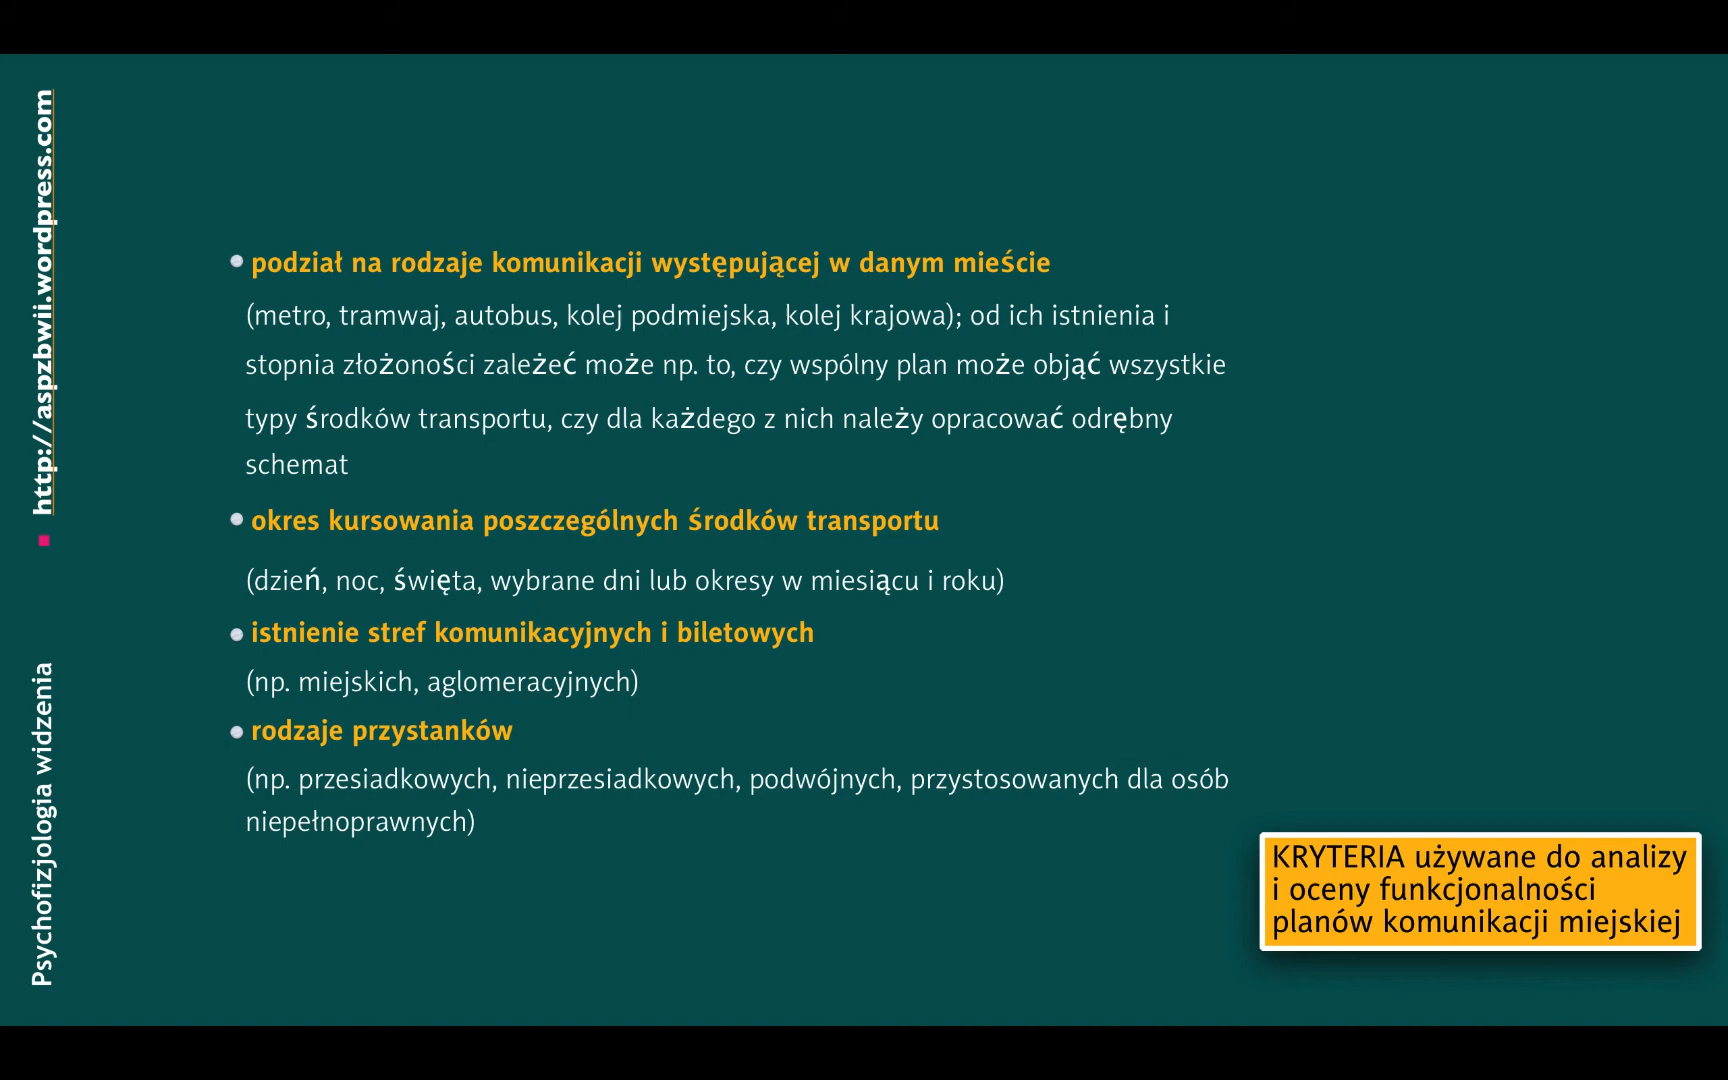 http://aspzbwii.wordpress.com
Psychofizjologia widzenia
podział na rodzaje komunikacji występującej w danym mieście
(metro, tramwaj, autobus, kolej podmiejska, kolej krajowa); od ich istnienia i
stopnia złożoności zależeć może np. to, czy wspólny plan może objąć wszystkie
typy środków transportu, czy dla każdego z nich należy opracować odrębny
schemat
okres kursowania poszczególnych środków transportu
(dzień, noc, święta, wybrane dni lub okresy w miesiącu i roku)
istnienie stref komunikacyjnych i biletowych
(np. miejskich, aglomeracyjnych)
rodzaje przystanków
(np. przesiadkowych, nieprzesiadkowych, podwójnych, przystosowanych dla osób
niepełnoprawnych)
KRYTERIA używane do analizy
i oceny funkcjonalności
planów komunikacji miejskiej